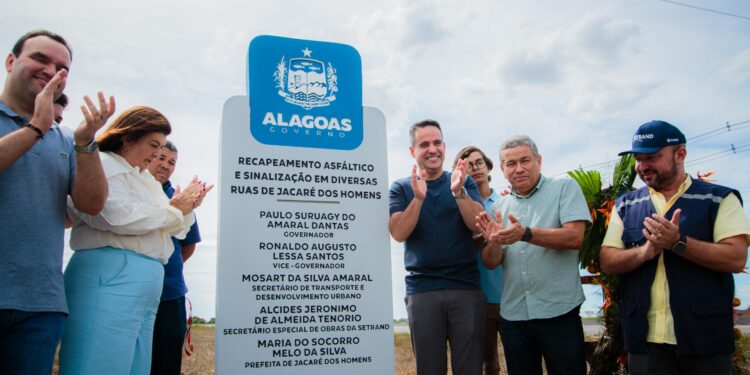 ALAGOAS
GOVERNO
RECAPEAMENTO ASFÁLTICO
E SINALIZAÇÃO EM DIVERSAS
RUAS DE JACARÉ DOS HOMENS
PAULO SURUAGY DO
AMARAL DANTAS
GOVERNADOR
RONALDO AUGUSTO
LESSA SANTOS
VICE - GOVERNADOR
MOSART DA SILVA AMARAL
SECRETÁRIO DE TRANSPORTE E
DESENVOLVIMENTO URBANO
ALCIDES JERONIMO
DE ALMEIDA TENORIO
SECRETÁRIO ESPECIAL DE OBRAS DA SETRAND
MARIA DO SOCORRO
MELO DA SILVA
PREFEITA DE JACARÉ DOS HOMENS